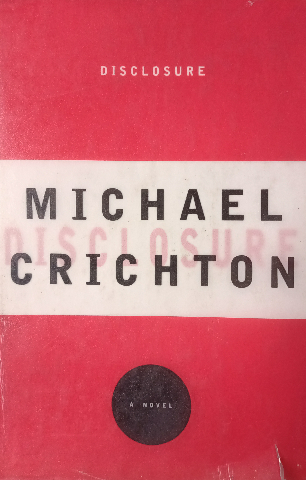 DISCLOSURE
MICHAEL
DISCLOSURE
CRICHTON
A NOVEL